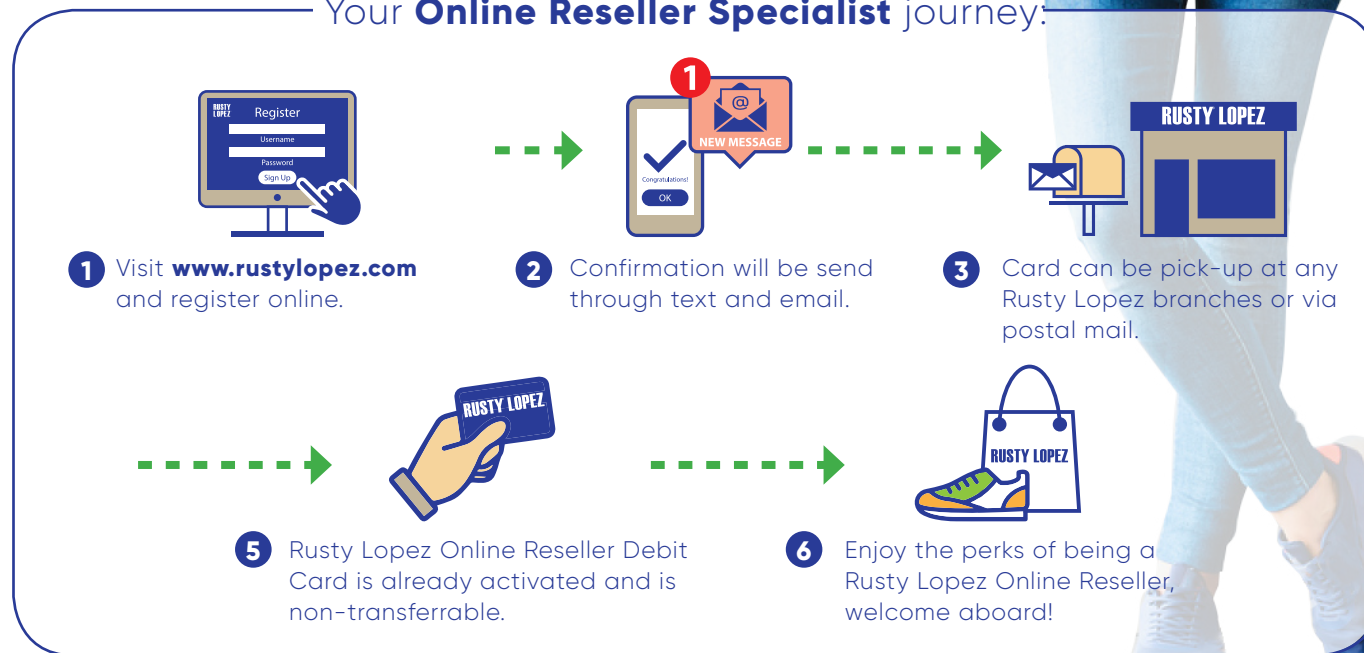 Your Online Reseller Specialist journey:
RUSTY
LOPEZ
Register
Username
Password
Sign Up
1
@
NEW MESSAGE
Congratulations!
OK
RUSTY LOPEZ
1 Visit www.rustylopez.com
and register online.
2 Confirmation will be send
through text and email.
3 Card can be pick-up at any
Rusty Lopez branches or via
postal mail.
RUSTY LOPEZ
RUSTY LOPEZ
5 Rusty Lopez Online Reseller Debit
Card is already activated and is
non-transferrable.
6 Enjoy the perks of being a
Rusty Lopez Online Reseller,
welcome aboard!